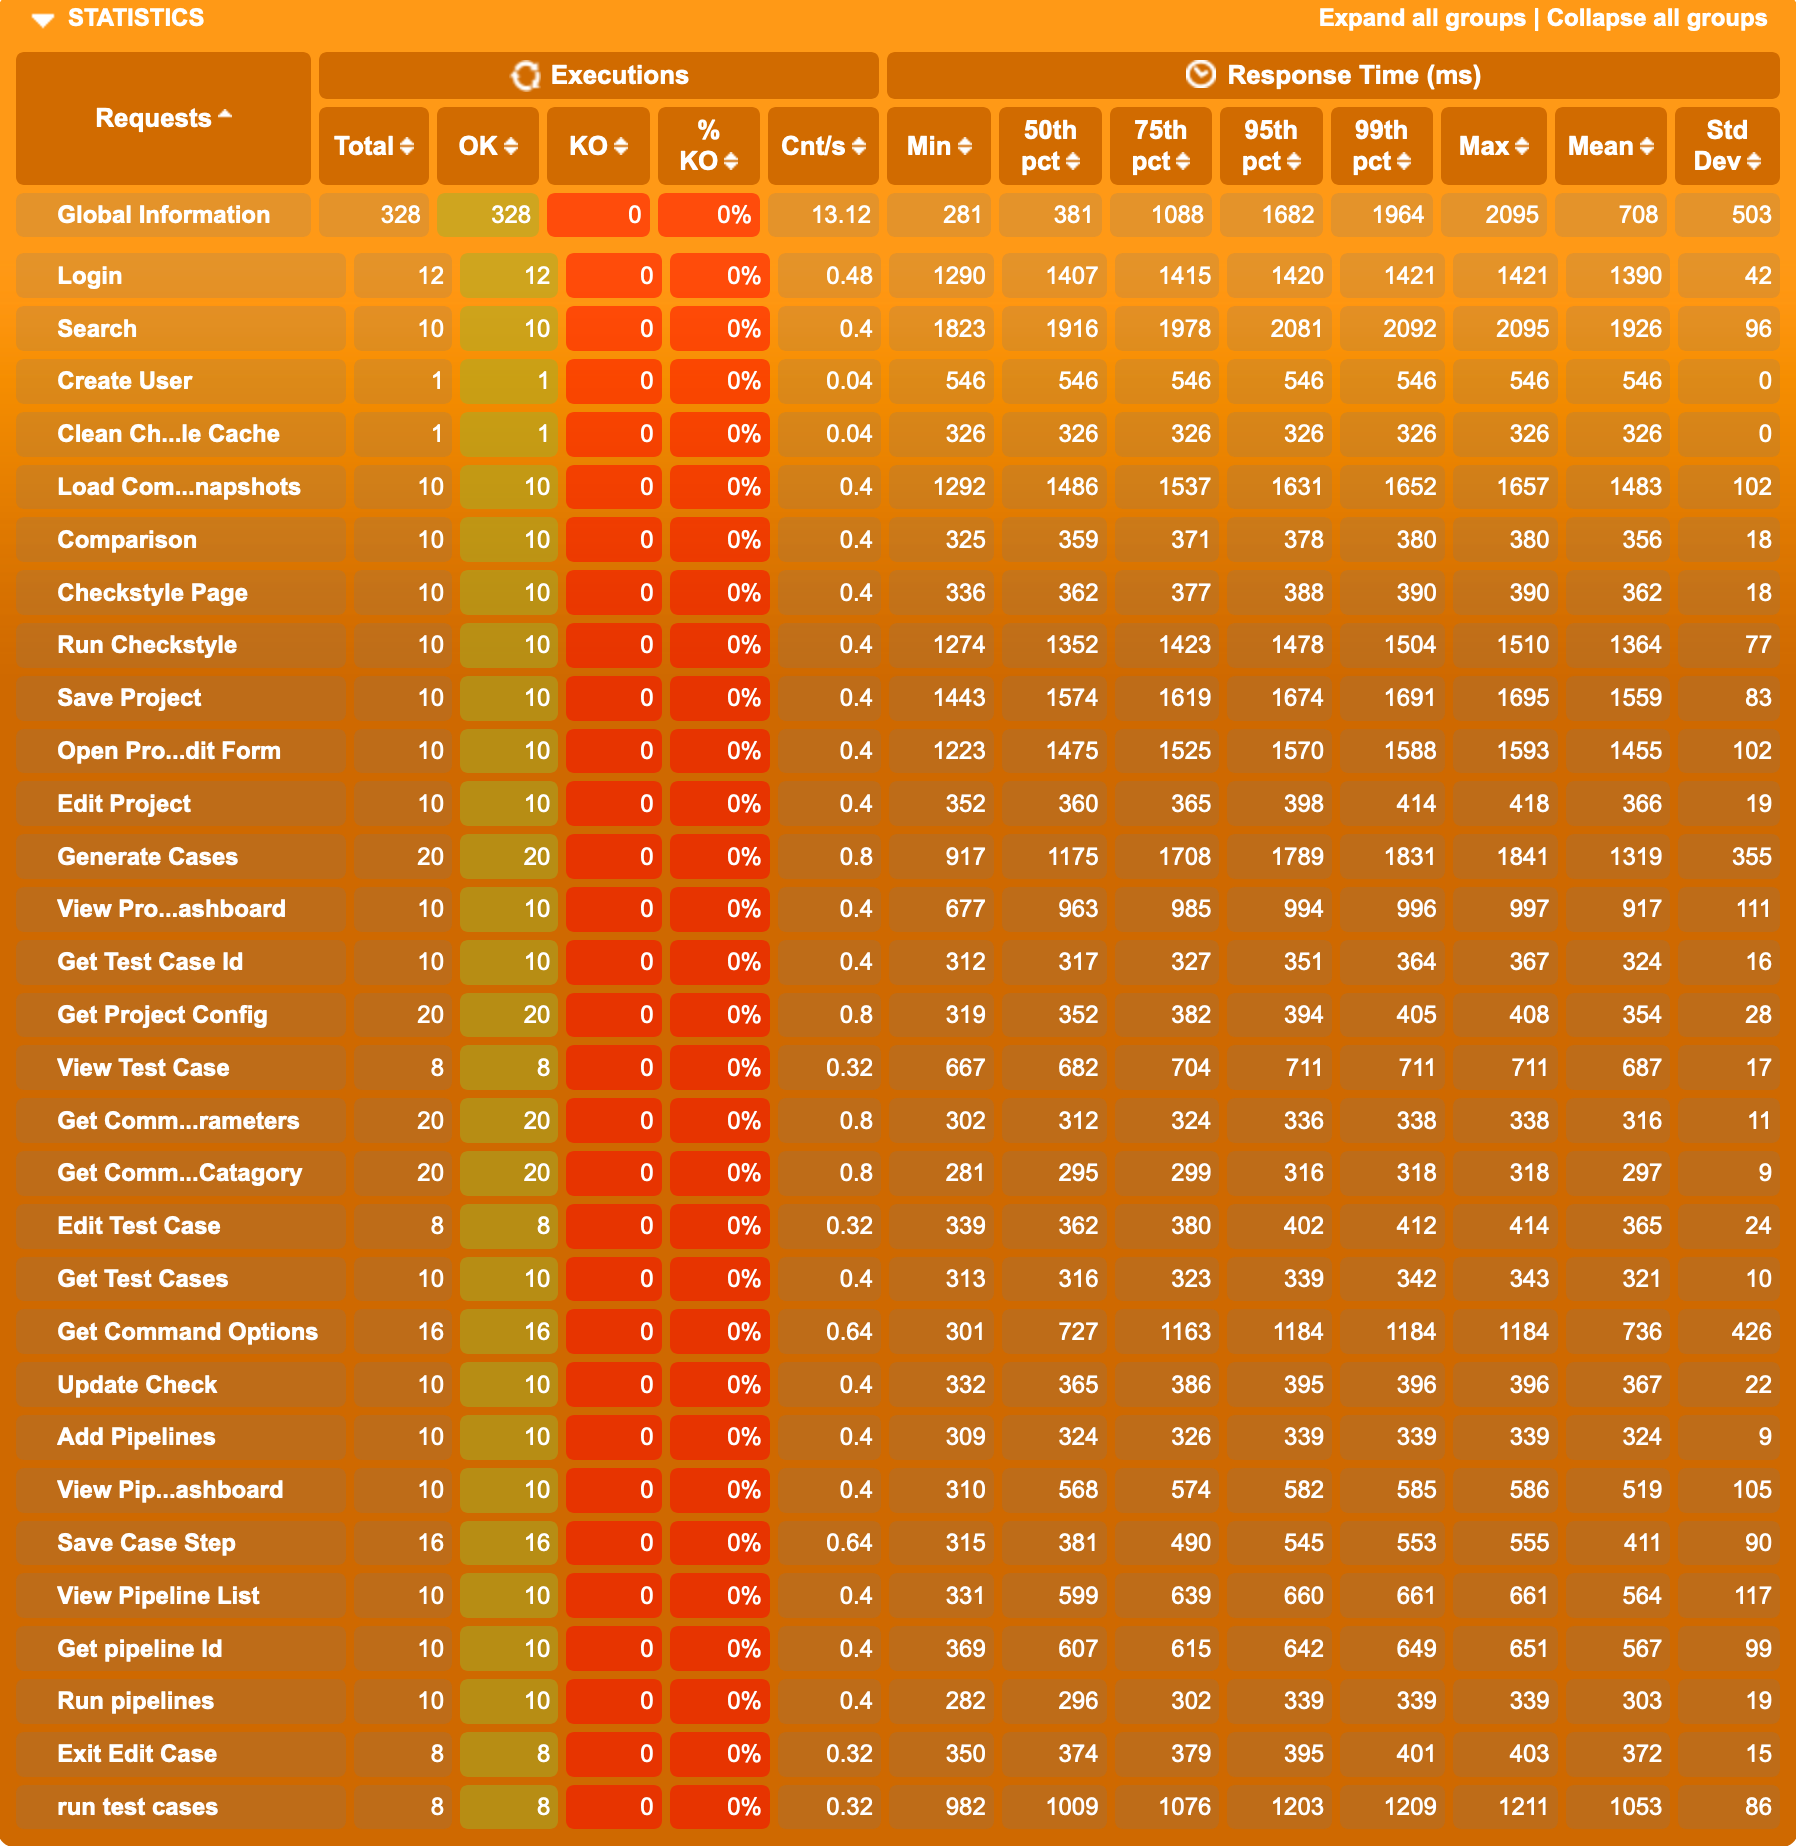 STATISTICS Expand all groups | Collapse all groups
Requests Executions Response Time (ms)
Total OK KO % KO Cnt/s Min 50th pct 75th pct 95th pct 99th pct Max Mean Std Dev
Global Information 328 328 0 0% 13.12 281 381 1088 1682 1964 2095 708 503
Login 12 12 0 0% 0.48 1290 1407 1415 1420 1421 1421 1390 42
Search 10 10 0 0% 0.4 1823 1916 1978 2081 2092 2095 1926 96
Create User 1 1 0 0% 0.04 546 546 546 546 546 546 546 0
Clean Ch...le Cache 1 1 0 0% 0.04 326 326 326 326 326 326 326 0
Load Com...napshots 10 10 0 0% 0.4 1292 1486 1537 1631 1652 1657 1483 102
Comparison 10 10 0 0% 0.4 325 359 371 378 380 380 356 18
Checkstyle Page 10 10 0 0% 0.4 336 362 377 388 390 390 362 18
Run Checkstyle 10 10 0 0% 0.4 1274 1352 1423 1478 1504 1510 1364 77
Save Project 10 10 0 0% 0.4 1443 1574 1619 1674 1691 1695 1559 83
Open Pro...dit Form 10 10 0 0% 0.4 1223 1475 1525 1570 1588 1593 1455 102
Edit Project 10 10 0 0% 0.4 352 360 365 398 414 418 366 19
Generate Cases 20 20 0 0% 0.8 917 1175 1708 1789 1831 1841 1319 355
View Pro...ashboard 10 10 0 0% 0.4 677 963 985 994 996 997 917 111
Get Test Case Id 10 10 0 0% 0.4 312 317 327 351 364 367 324 16
Get Project Config 20 20 0 0% 0.8 319 352 382 394 405 408 354 28
View Test Case 8 8 0 0% 0.32 667 682 704 711 711 711 687 17
Get Comm...rameters 20 20 0 0% 0.8 302 312 324 336 338 338 316 11
Get Comm...Catagory 20 20 0 0% 0.8 281 295 299 316 318 318 297 9
Edit Test Case 8 8 0 0% 0.32 339 362 380 402 412 414 365 24
Get Test Cases 10 10 0 0% 0.4 313 316 323 339 342 343 321 10
Get Command Options 16 16 0 0% 0.64 301 727 1163 1184 1184 1184 736 426
Update Check 10 10 0 0% 0.4 332 365 386 395 396 396 367 22
Add Pipelines 10 10 0 0% 0.4 309 324 326 339 339 339 324 9
View Pip...ashboard 10 10 0 0% 0.4 310 568 574 582 585 586 519 105
Save Case Step 16 16 0 0% 0.64 315 381 490 545 553 555 411 90
View Pipeline List 10 10 0 0% 0.4 331 599 639 660 661 661 564 117
Get pipeline Id 10 10 0 0% 0.4 369 607 615 642 649 651 567 99
Run pipelines 10 10 0 0% 0.4 282 296 302 339 339 339 303 19
Exit Edit Case 8 8 0 0% 0.32 350 374 379 395 401 403 372 15
run test cases 8 8 0 0% 0.32 982 1009 1076 1203 1209 1211 1053 86